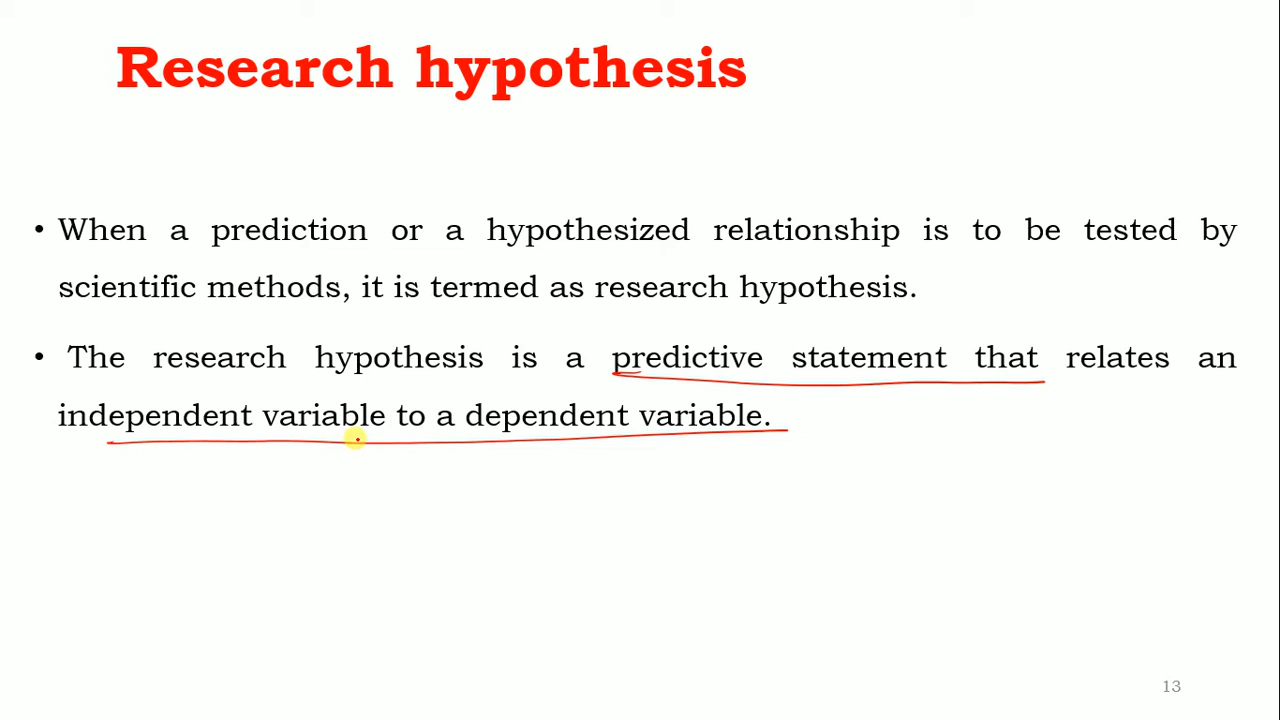 Research hypothesis
• When a prediction or a hypothesized relationship is to be tested by
scientific methods, it is termed as research hypothesis.
• The research hypothesis is a predictive statement that relates an
independent variable to a dependent variable.
13